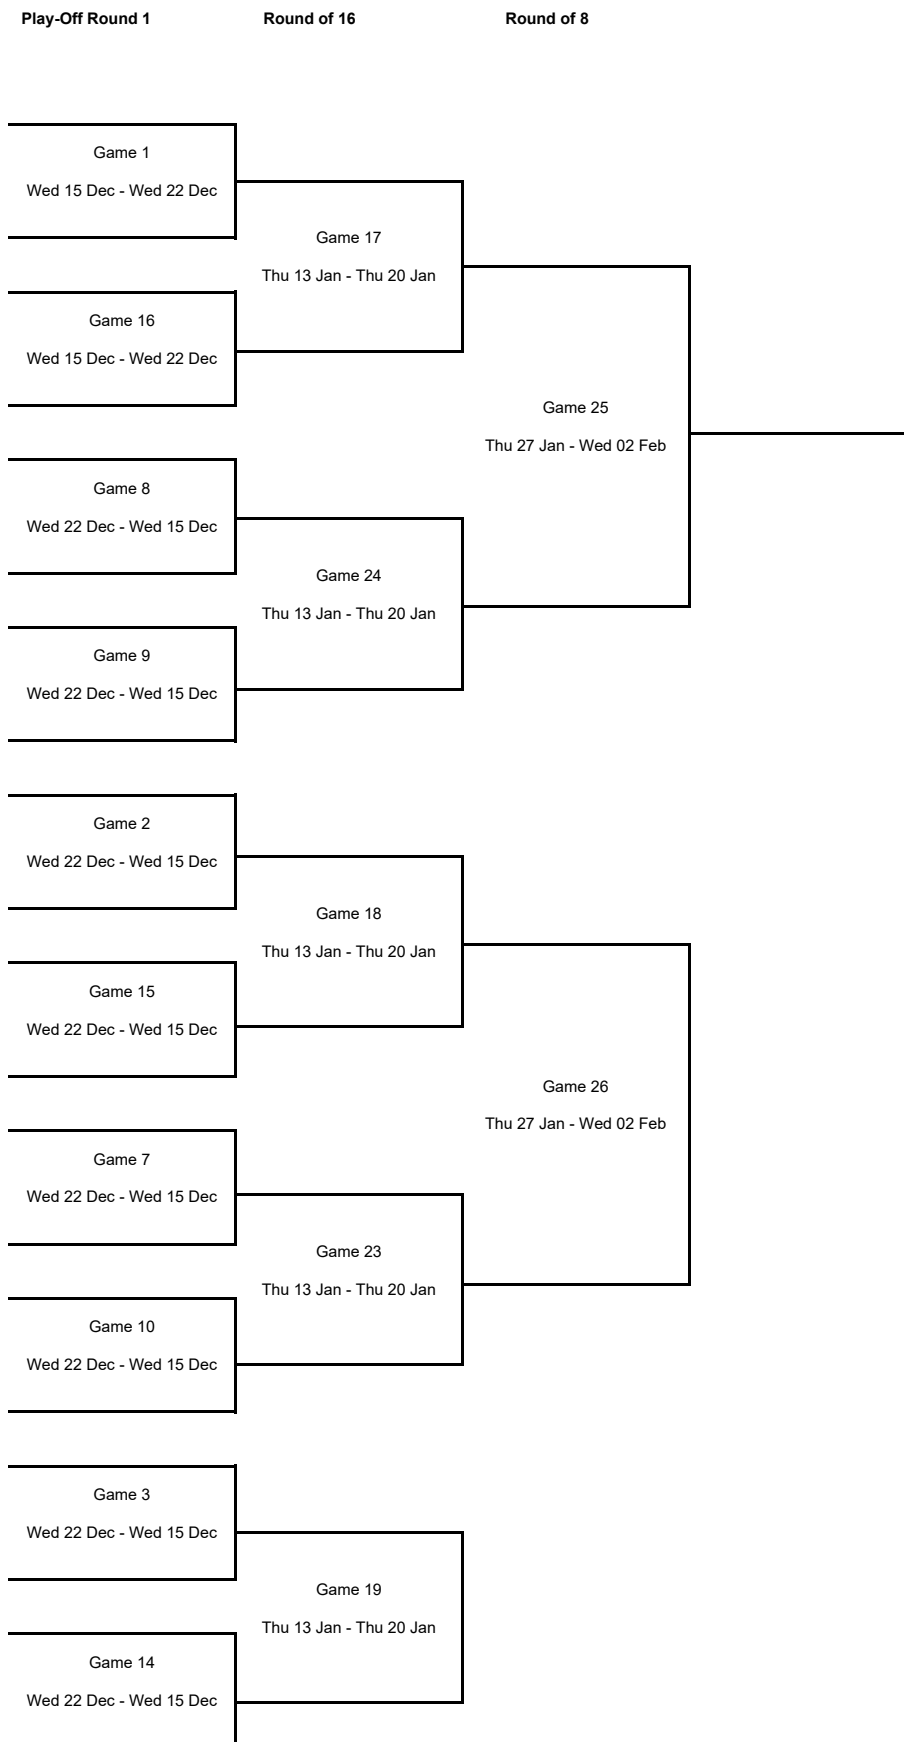 Play-Off Round 1 Round of 16 Round of 8
Game 1
Wed 15 Dec - Wed 22 Dec
Game 17
Thu 13 Jan - Thu 20 Jan
Game 16
Wed 15 Dec - Wed 22 Dec
Game 25
Thu 27 Jan - Wed 02 Feb
Game 8
Wed 22 Dec - Wed 15 Dec
Game 24
Thu 13 Jan - Thu 20 Jan
Game 9
Wed 22 Dec - Wed 15 Dec
Game 2
Wed 22 Dec - Wed 15 Dec
Game 18
Thu 13 Jan - Thu 20 Jan
Game 15
Wed 22 Dec - Wed 15 Dec
Game 26
Thu 27 Jan - Wed 02 Feb
Game 7
Wed 22 Dec - Wed 15 Dec
Game 23
Thu 13 Jan - Thu 20 Jan
Game 10
Wed 22 Dec - Wed 15 Dec
Game 3
Wed 22 Dec - Wed 15 Dec
Game 19
Thu 13 Jan - Thu 20 Jan
Game 14
Wed 22 Dec - Wed 15 Dec